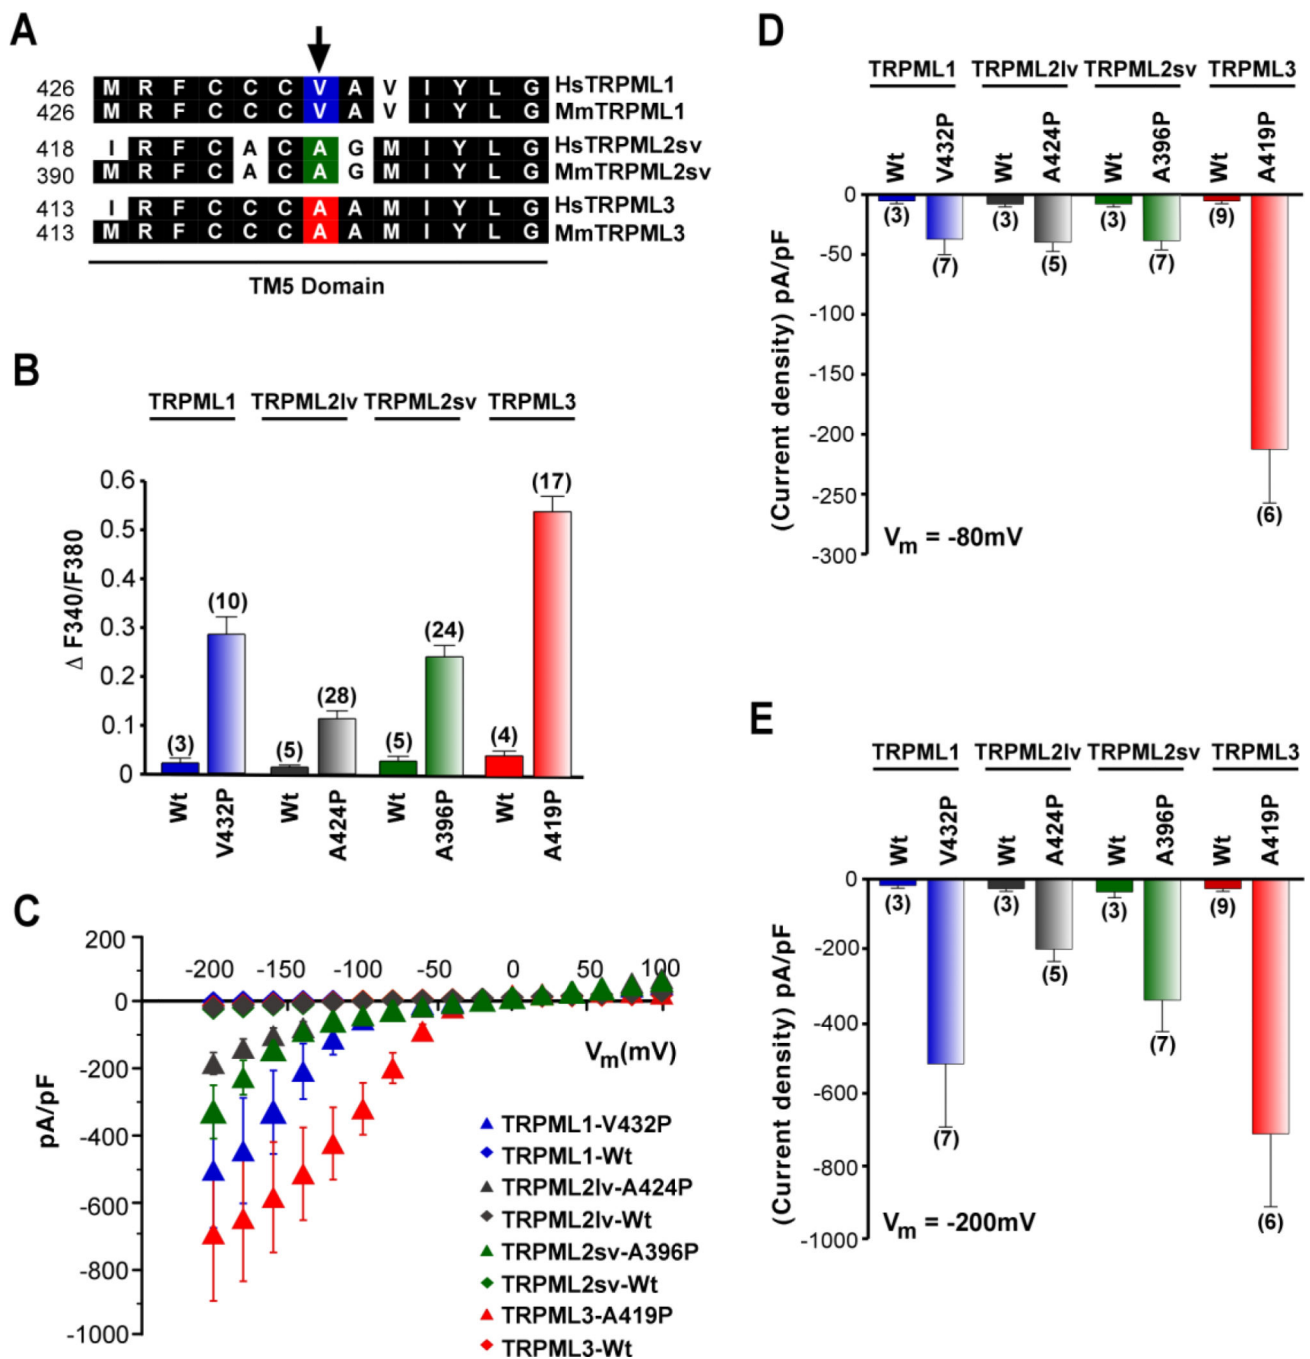 A
426 M R F C C C V A V I Y L G HsTRPML1
426 M R F C C C V A V I Y L G MmTRPML1
418 I R F C A C A G M I Y L G HsTRPML2sv
390 M R F C A C A G M I Y L G MmTRPML2sv
413 I R F C C C A A M I Y L G HsTRPML3
413 M R F C C C A A M I Y L G MmTRPML3
TM5 Domain
B
TRPML1 TRPML2lv TRPML2sv TRPML3
Δ F340/F380
0.6
0.5
0.4
0.3
0.2
0.1
0
(3) (10) (5) (28) (5) (24) (4) (17)
Wt V432P Wt A424P Wt A396P Wt A419P
C
pA/pF
200
0
-200
-400
-600
-800
-1000
-200 -150 -100 -50 0 50 100
Vm(mV)
TRPML1-V432P
TRPML1-Wt
TRPML2lv-A424P
TRPML2lv-Wt
TRPML2sv-A396P
TRPML2sv-Wt
TRPML3-A419P
TRPML3-Wt
D
TRPML1 TRPML2lv TRPML2sv TRPML3
Wt V432P Wt A424P Wt A396P Wt A419P
(Current density) pA/pF
0
-50
-100
-150
-200
-250
-300
(3) (7) (3) (5) (3) (7) (9) (6)
Vm = -80mV
E
TRPML1 TRPML2lv TRPML2sv TRPML3
Wt V432P Wt A424P Wt A396P Wt A419P
(Current density) pA/pF
0
-200
-400
-600
-800
-1000
(3) (7) (3) (5) (3) (7) (9) (6)
Vm = -200mV